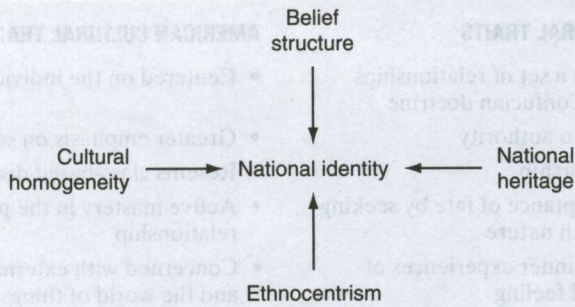 Belief
structure
Cultural
homogeneity
National identity
National
heritage
Ethnocentrism